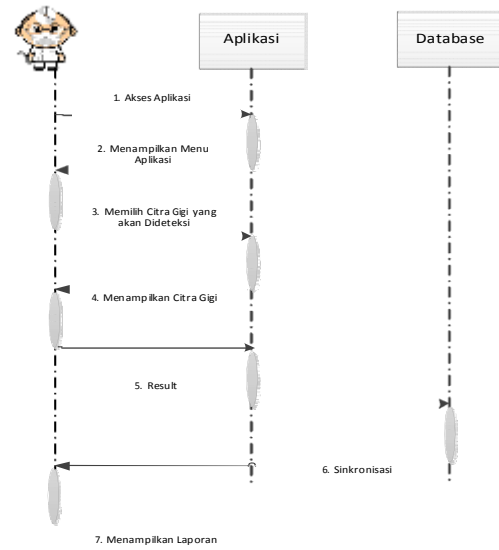 Aplikasi
Database
1. Akses Aplikasi
2. Menampilkan Menu
Aplikasi
3. Memilih Citra Gigi yang
akan Dideteksi
4. Menampilkan Citra Gigi
5. Result
6. Sinkronisasi
7. Menampilkan Laporan